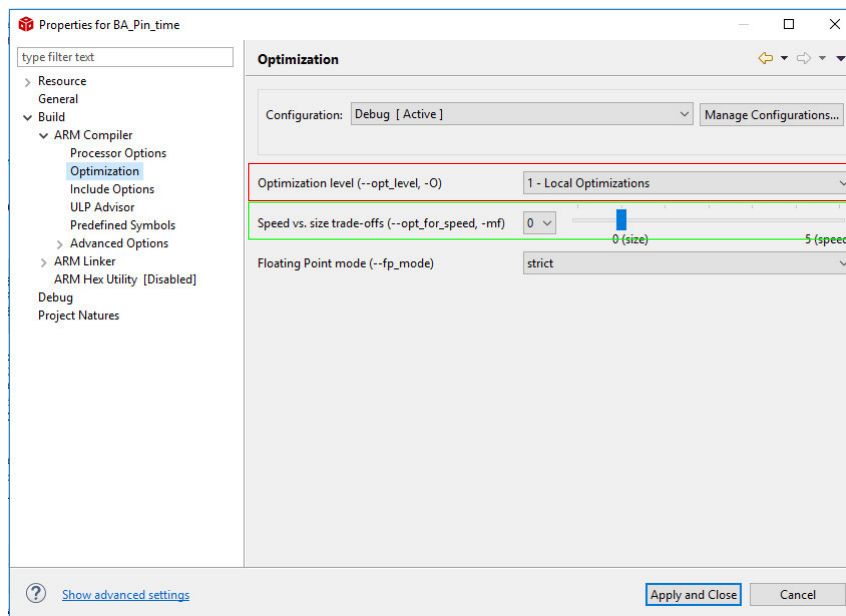 Properties for BA_Pin_time
type filter text
Resource
General
Build
ARM Compiler
Processor Options
Optimization
Include Options
ULP Advisor
Predefined Symbols
Advanced Options
ARM Linker
ARM Hex Utility [Disabled]
Debug
Project Natures
Optimization
Configuration: Debug [ Active ] Manage Configurations...
Optimization level (--opt_level, -O) 1 - Local Optimizations
Speed vs. size trade-offs (--opt_for_speed, -mf) 0
0 (size) 5 (speed
Floating Point mode (--fp_mode) strict
? Show advanced settings Apply and Close Cancel